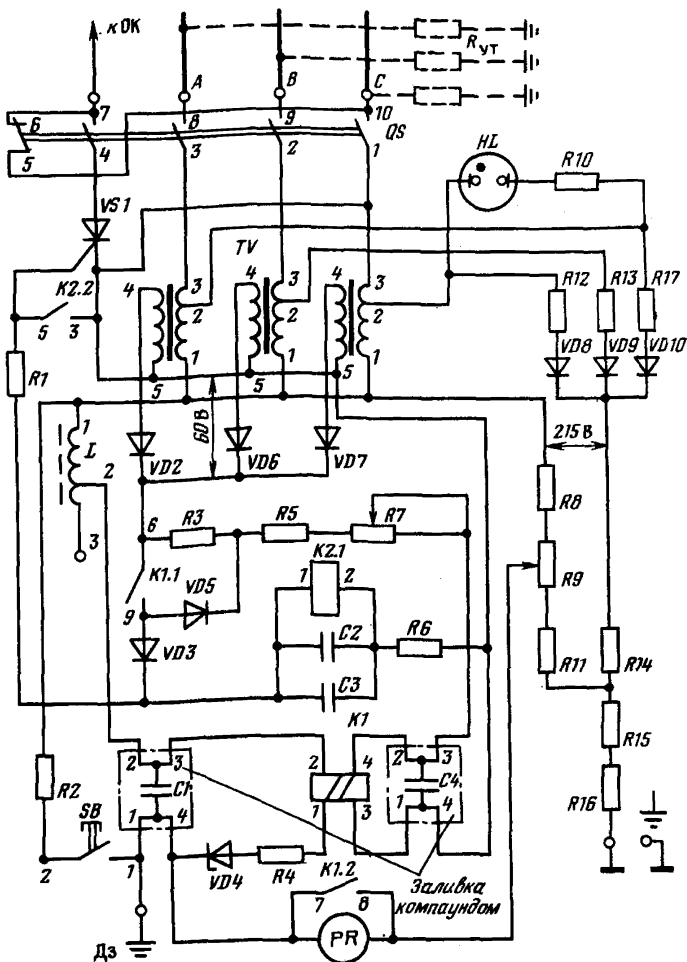 к ОК
R УТ
A
B
C
7
6
8
9
10
QS
5
4
3
2
1
HL
R10
VS1
TV
K2.2
4
3
2
1
4
3
2
1
4
3
2
1
R12
R13
R17
VD8
VD9
VD10
5
3
R1
5
5
5
60 В
215 В
1
L
2
3
VD2
VD6
VD7
R8
6
R3
R5
R7
K1.1
K2.1
1
2
R9
9
VD5
C2
R6
VD3
C3
R11
R14
K1
2
3
2
4
2
3
R15
R2
C1
C4
1
4
1
3
1
4
R16
SB
2
1
VD4
R4
K1.2
7
8
Заливка
компаундом
PR
Дз